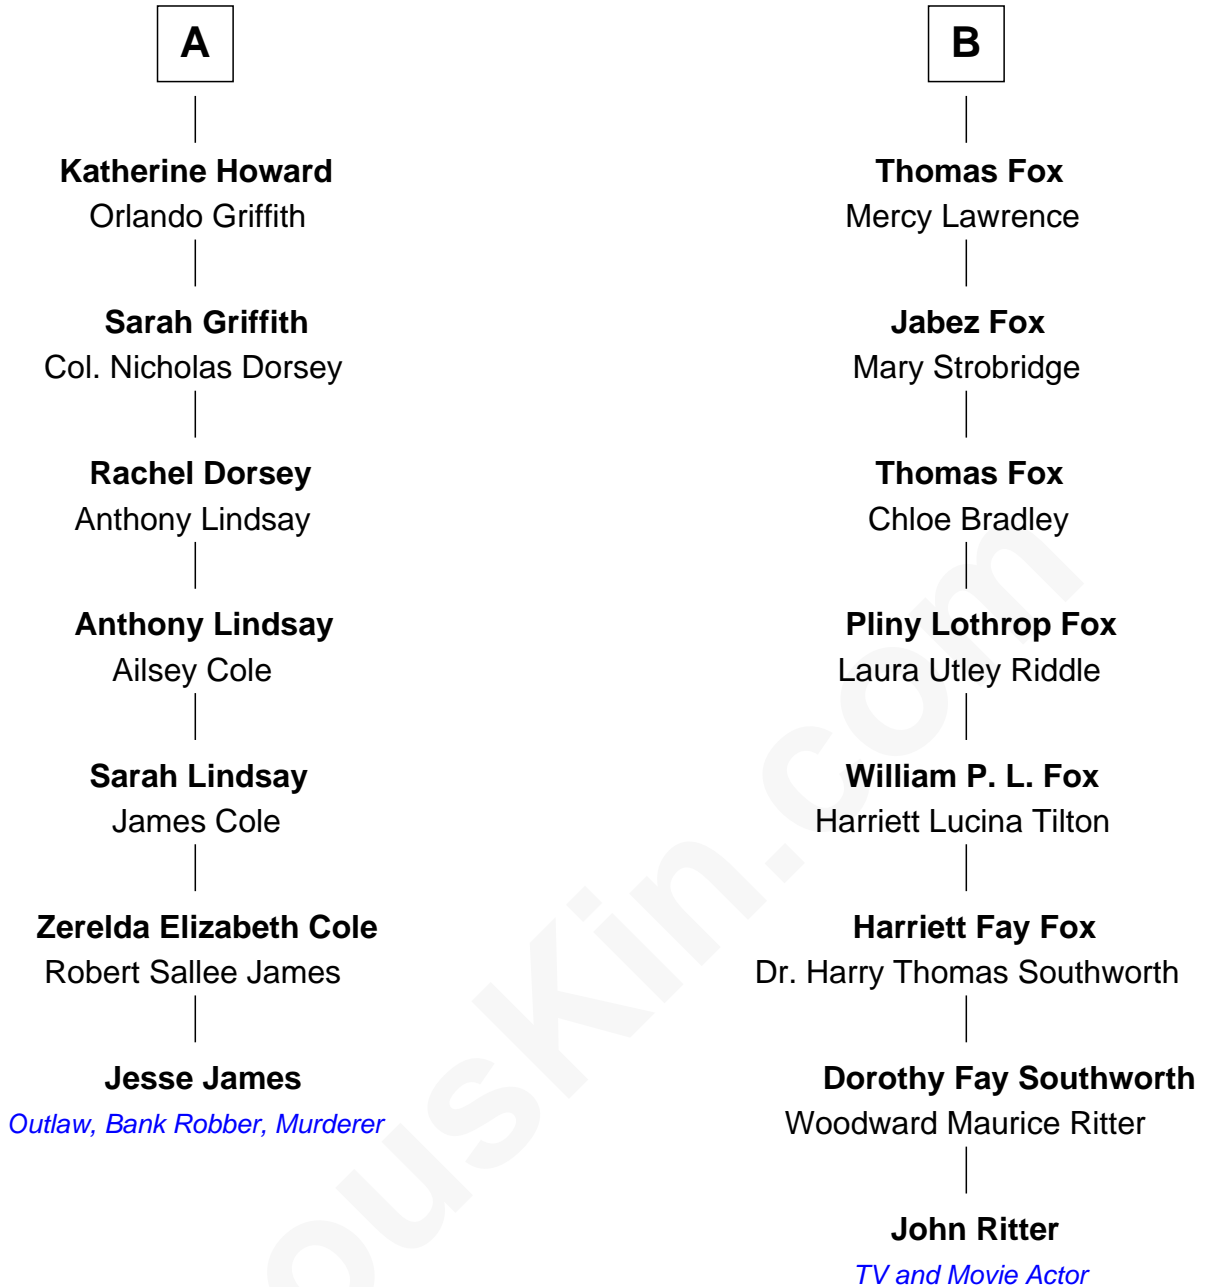 A
Katherine Howard
Orlando Griffith
Sarah Griffith
Col. Nicholas Dorsey
Rachel Dorsey
Anthony Lindsay
Anthony Lindsay
Ailsey Cole
Sarah Lindsay
James Cole
Zerelda Elizabeth Cole
Robert Sallee James
Jesse James
Outlaw, Bank Robber, Murderer
B
Thomas Fox
Mercy Lawrence
Jabez Fox
Mary Strobridge
Thomas Fox
Chloe Bradley
Pliny Lothrop Fox
Laura Utley Riddle
William P. L. Fox
Harriett Lucina Tilton
Harriett Fay Fox
Dr. Harry Thomas Southworth
Dorothy Fay Southworth
Woodward Maurice Ritter
John Ritter
TV and Movie Actor
ousKin.com